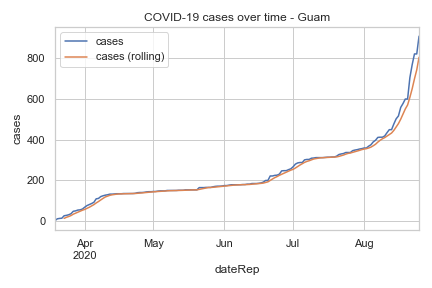 COVID-19 cases over time - Guam
cases
cases (rolling)
800
600
400
200
0
cases
Apr
2020
May
Jun
Jul
Aug
dateRep